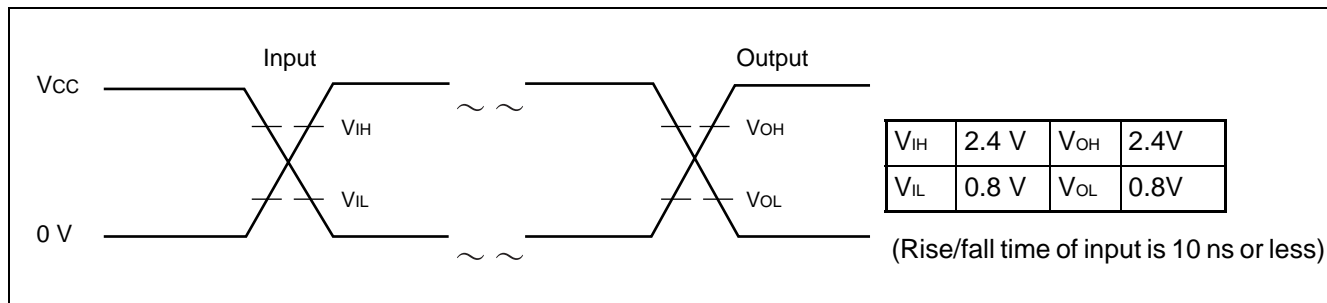 Input
Output
VCC
VIH
VOH
VIL
VOL
0 V
VIH 2.4 V VOH 2.4V
VIL 0.8 V VOL 0.8V
(Rise/fall time of input is 10 ns or less)